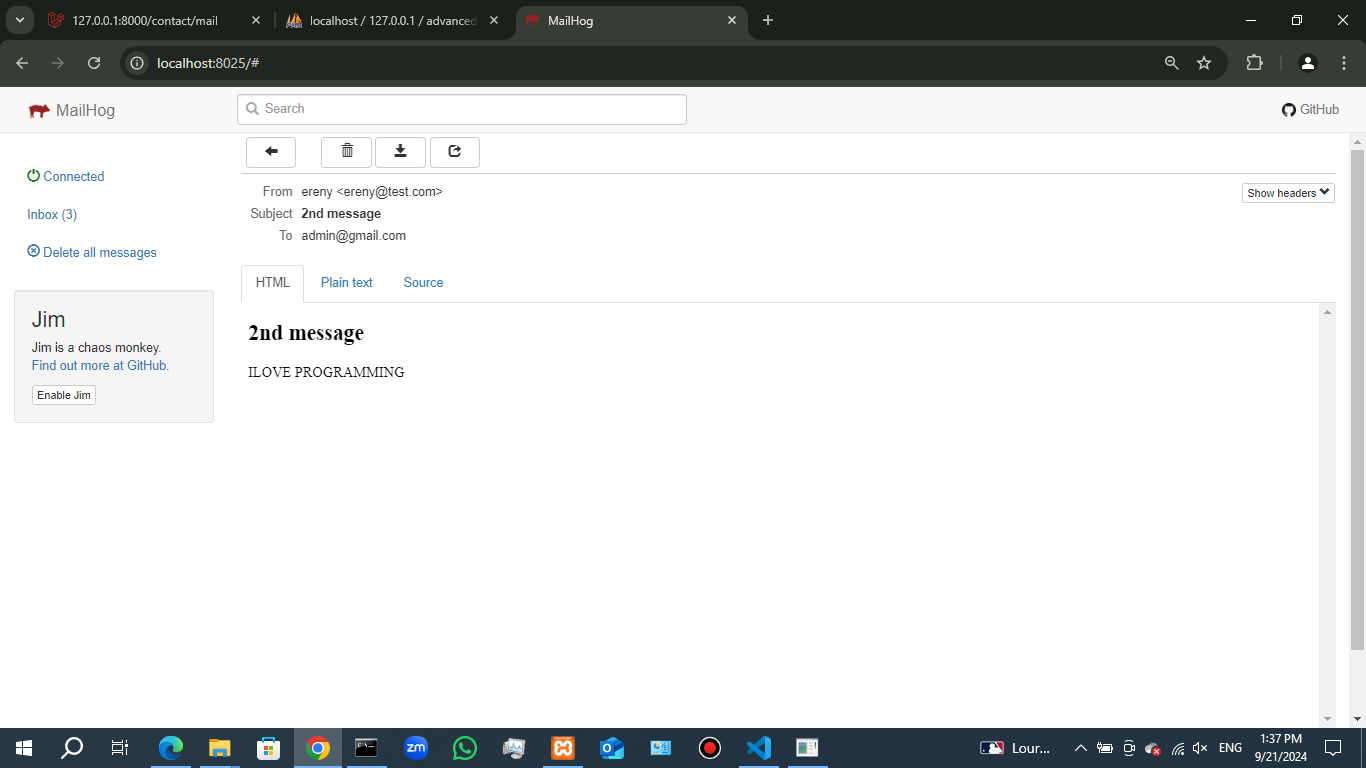 127.0.0.1:8000/contact/mail
localhost / 127.0.0.1 / advanced
MailHog
localhost:8025/#
MailHog
Search
GitHub
Connected
Inbox (3)
Delete all messages
Jim
Jim is a chaos monkey.
Find out more at GitHub.
Enable Jim
From ereny <ereny@test.com>
Subject 2nd message
To admin@gmail.com
Show headers
HTML Plain text Source
2nd message
ILOVE PROGRAMMING
zm
Lour...
ENG
1:37 PM
9/21/2024